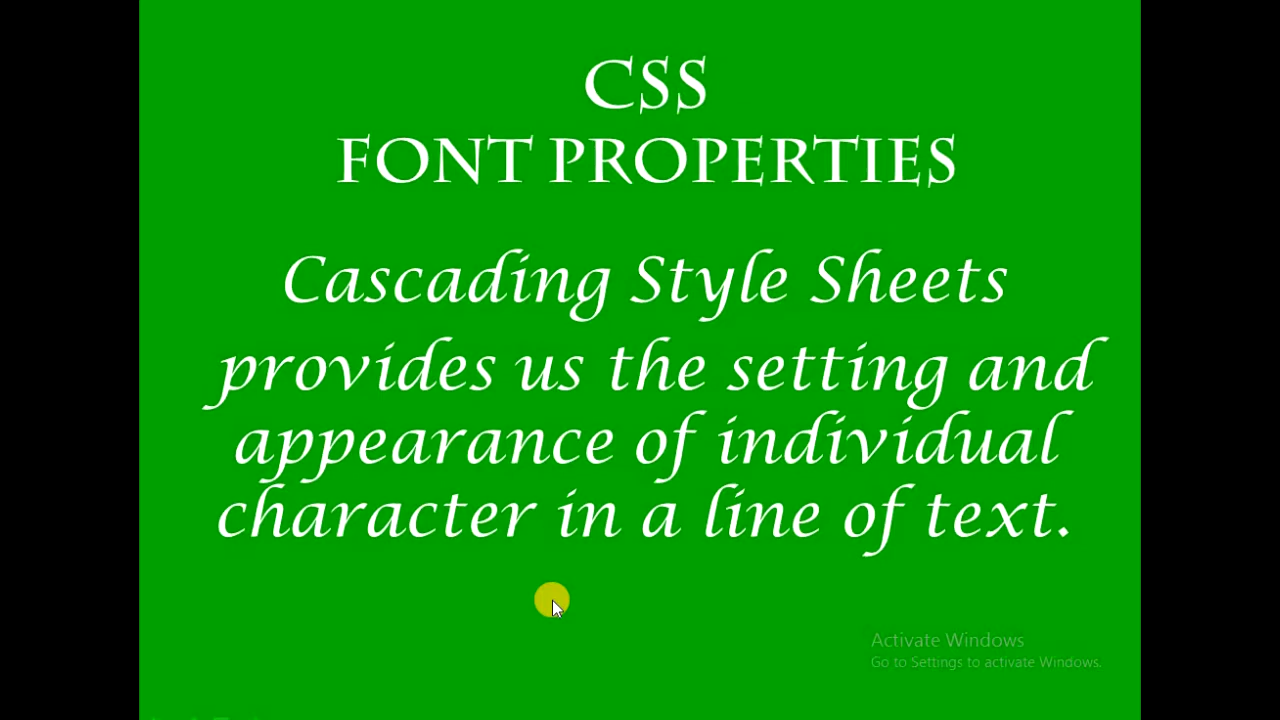 CSS
FONT PROPERTIES
Cascading Style Sheets
provides us the setting and
appearance of individual
character in a line of text.
Activate Windows
Go to Settings to activate Windows.